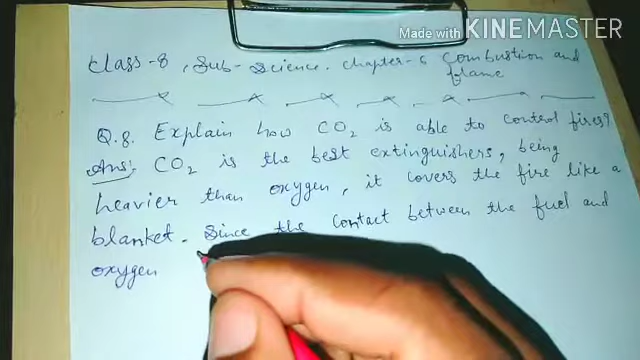 Made with KINEMASTER
Class-8, Sub- Science. Chapter-6 Combustion and
flame
Q.8. Explain how CO2 is able to control fires?
Ans: CO2 is the best extinguishers, being
heavier than oxygen, it covers the fire like a
blanket. Since the contact between the fuel and
oxygen